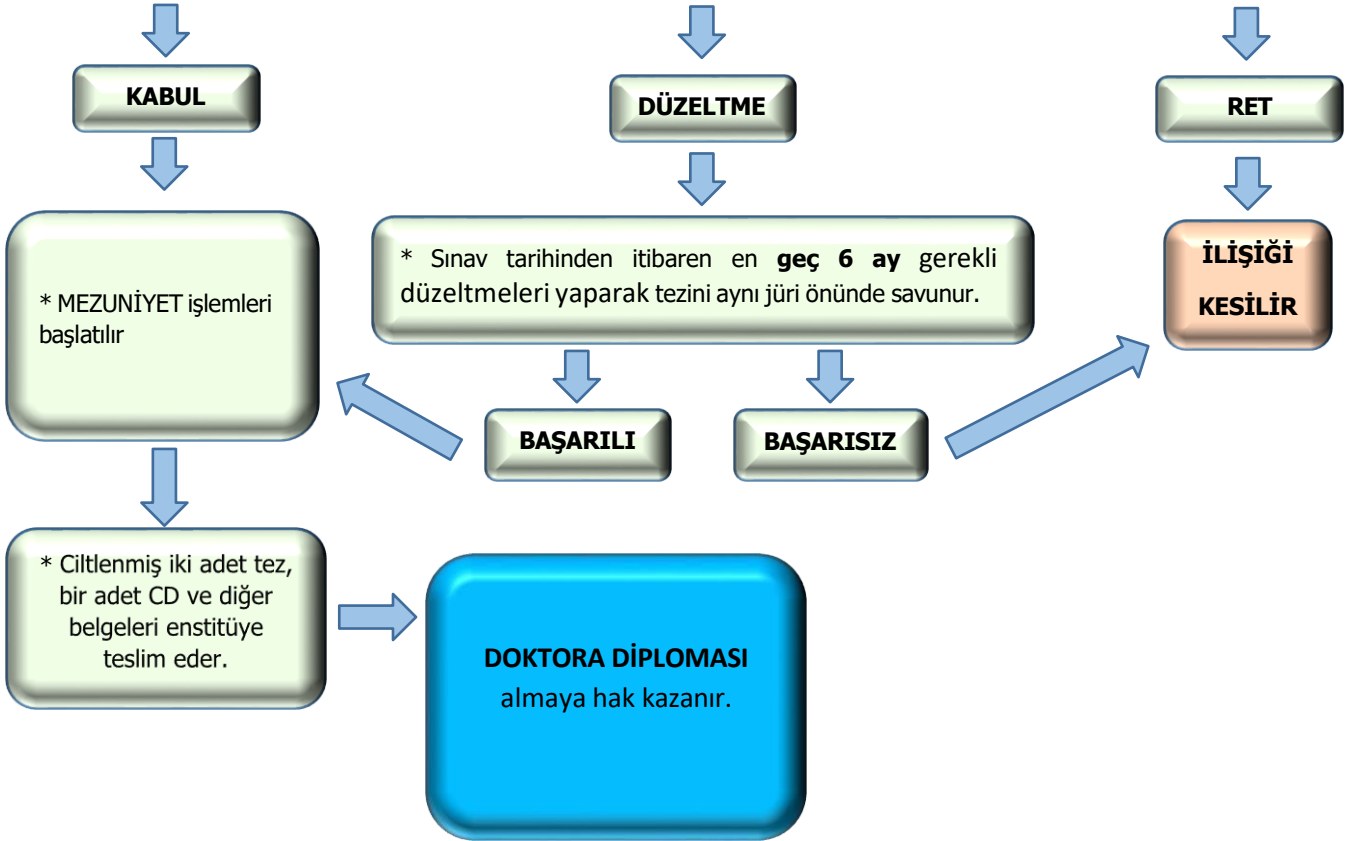 KABUL
DÜZELTME
RET
* MEZUNİYET işlemleri
başlatılır
* Sınav tarihinden itibaren en geç 6 ay gerekli
düzeltmeleri yaparak tezini aynı jüri önünde savunur.
İLİŞİĞİ
KESİLİR
BAŞARILI
BAŞARISIZ
* Ciltlenmiş iki adet tez,
bir adet CD ve diğer
belgeleri enstitüye
teslim eder.
DOKTORA DİPLOMASI
almaya hak kazanır.